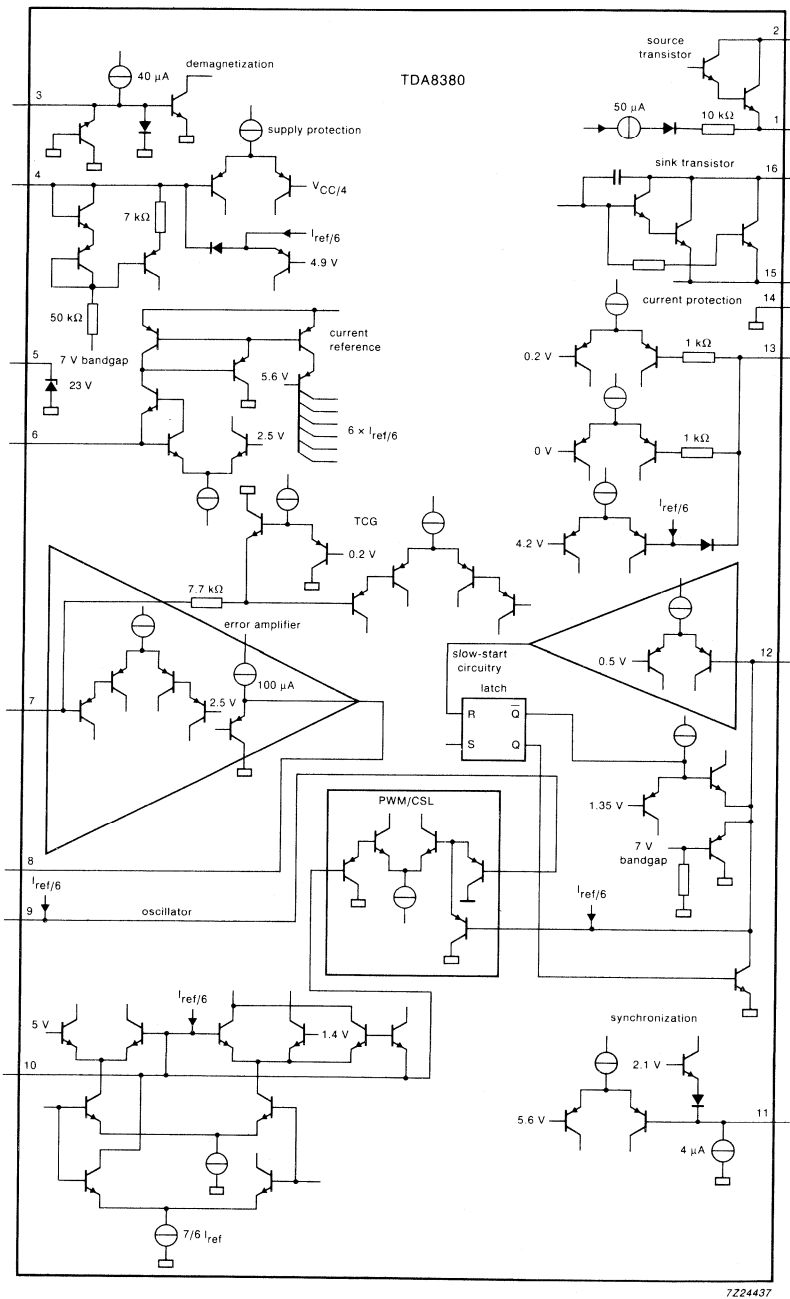 2
source
transistor
demagnetization
TDA8380
40 µA
3
50 µA
10 kΩ
1
supply protection
sink transistor
16
4
VCC/4
7 kΩ
Iref/6
4.9 V
15
50 kΩ
current protection
14
current
reference
1 kΩ
13
0.2 V
7 V bandgap
5
23 V
5.6 V
6 × Iref/6
6
2.5 V
0 V
1 kΩ
Iref/6
TCG
0.2 V
4.2 V
7.7 kΩ
error amplifier
slow-start
circuitry
0.5 V
12
100 µA
latch
7
2.5 V
R
Q
S
Q
PWM/CSL
1.35 V
7 V
bandgap
8
Iref/6
Iref/6
9
oscillator
Iref/6
synchronization
5 V
1.4 V
10
2.1 V
5.6 V
11
4 µA
7/6 Iref
7Z24437